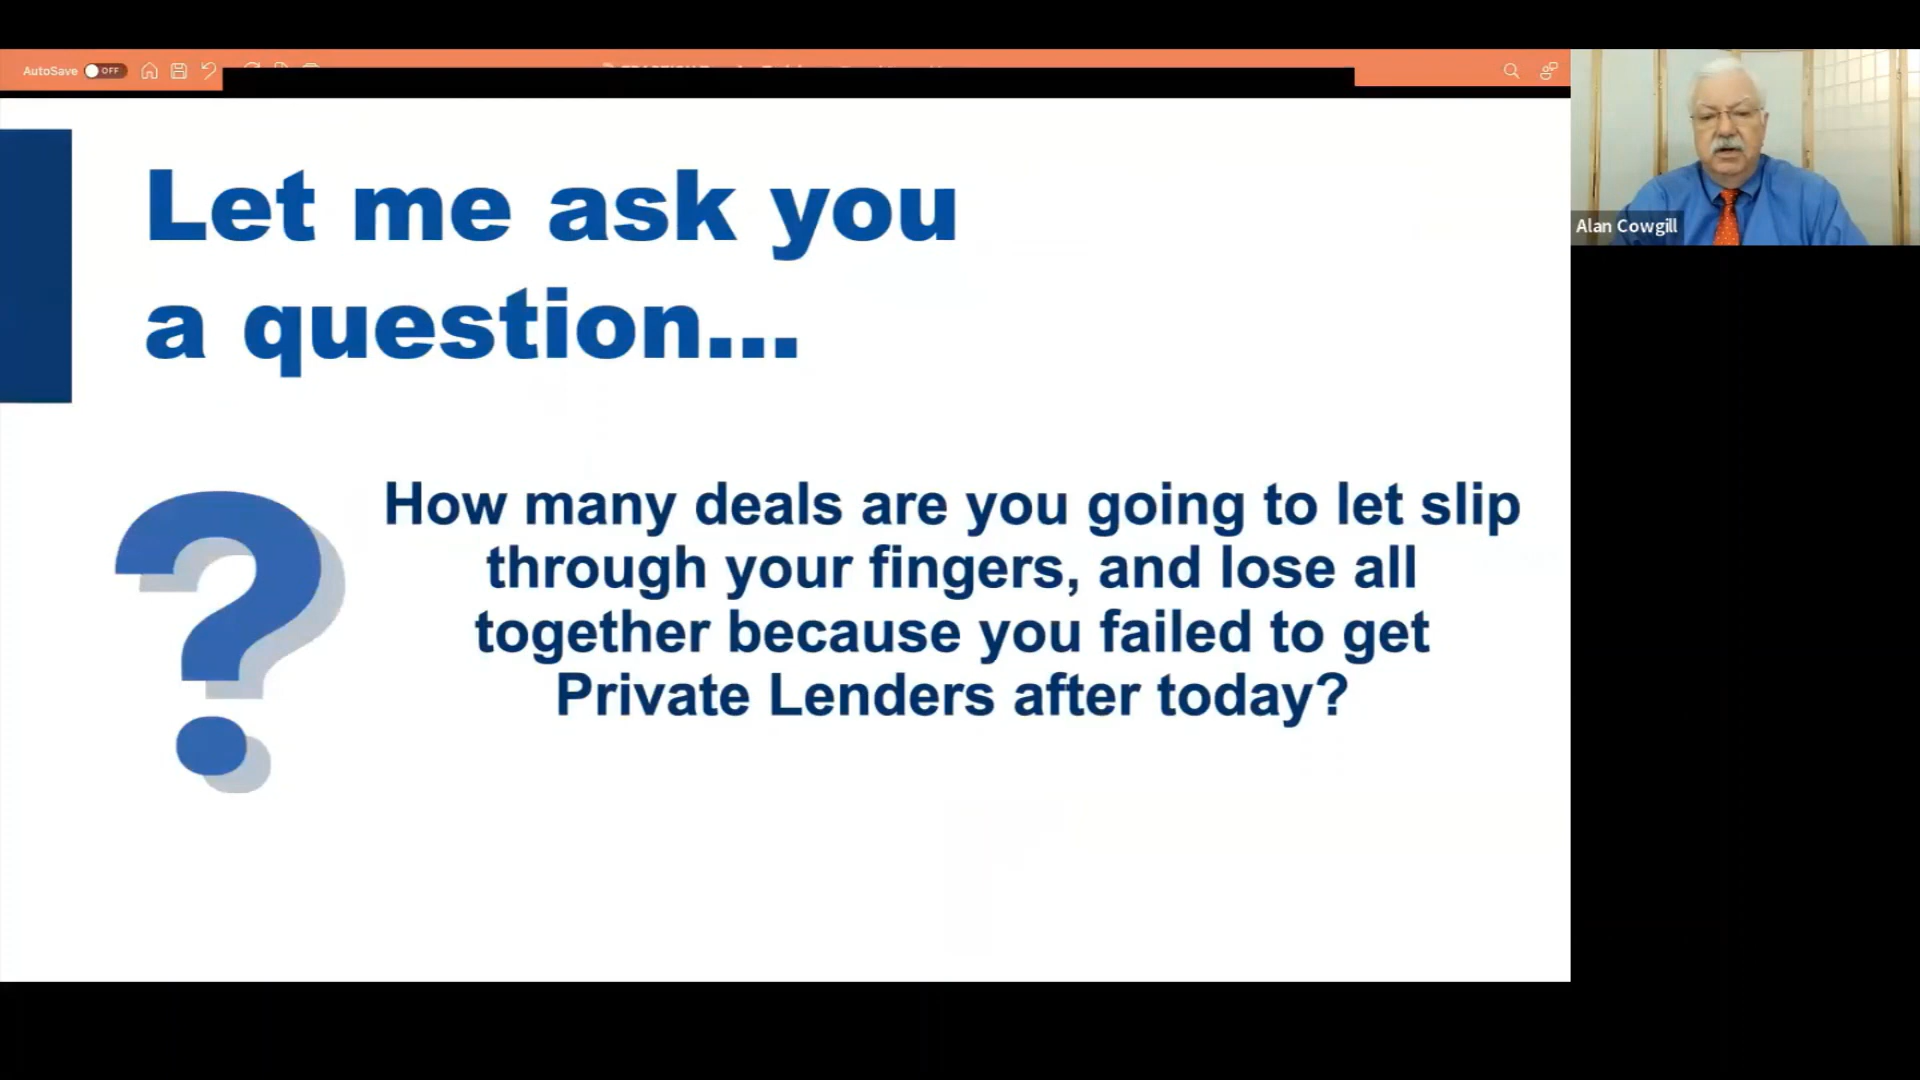 AutoSave OFF
Let me ask you
a question...
?
How many deals are you going to let slip
through your fingers, and lose all
together because you failed to get
Private Lenders after today?
Alan Cowgill